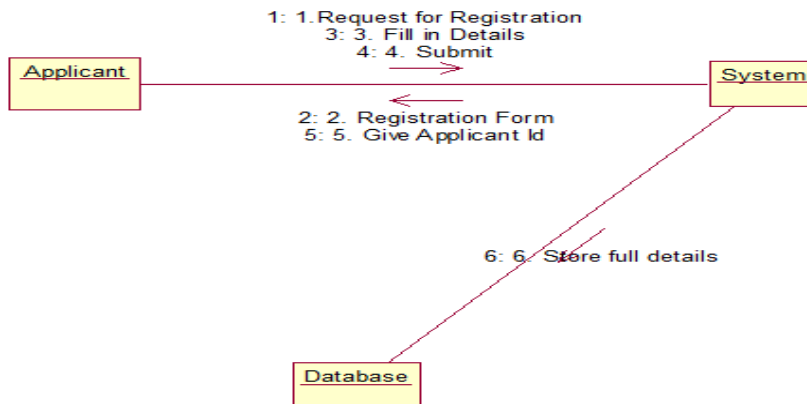 1: 1.Request for Registration
3: 3. Fill in Details
4: 4. Submit
Applicant
System
2: 2. Registration Form
5: 5. Give Applicant Id
6: 6. Store full details
Database